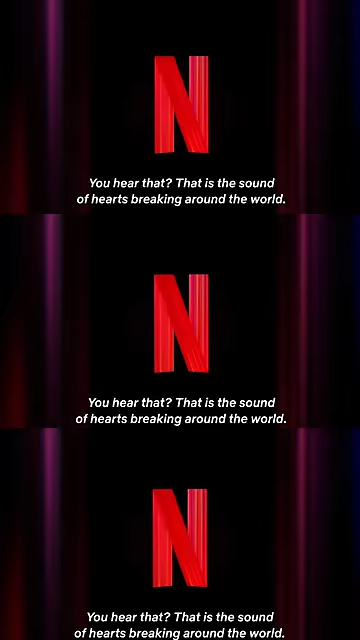 N
You hear that? That is the sound
of hearts breaking around the world.
N
You hear that? That is the sound
of hearts breaking around the world.
N
You hear that? That is the sound
of hearts breaking around the world.